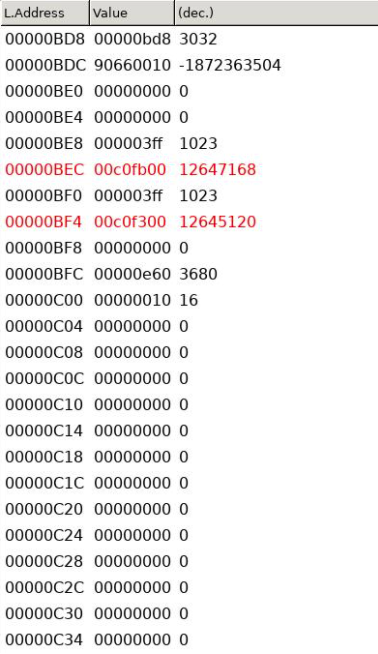 L.Address Value (dec.)
00000BD8 00000bd8 3032
00000BDC 90660010 -1872363504
00000BE0 00000000 0
00000BE4 00000000 0
00000BE8 000003ff 1023
00000BEC 00c0fb00 12647168
00000BF0 000003ff 1023
00000BF4 00c0f300 12645120
00000BF8 00000000 0
00000BFC 00000e60 3680
00000C00 00000010 16
00000C04 00000000 0
00000C08 00000000 0
00000C0C 00000000 0
00000C10 00000000 0
00000C14 00000000 0
00000C18 00000000 0
00000C1C 00000000 0
00000C20 00000000 0
00000C24 00000000 0
00000C28 00000000 0
00000C2C 00000000 0
00000C30 00000000 0
00000C34 00000000 0